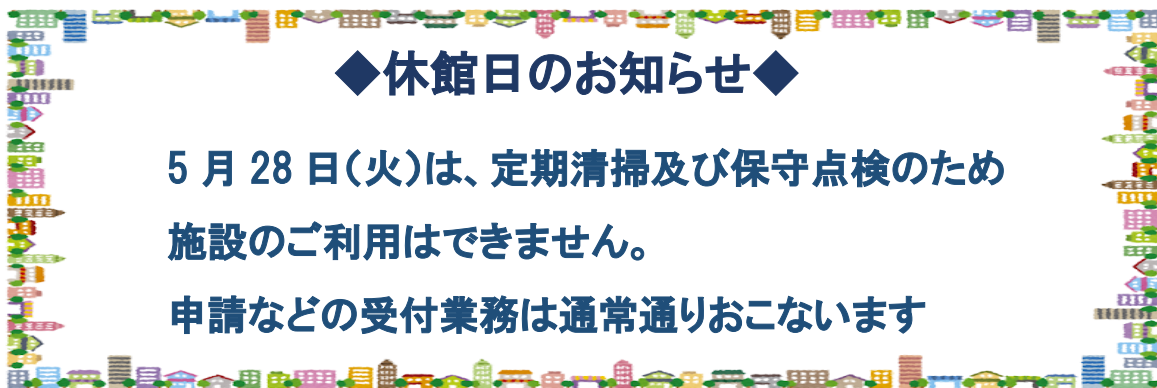 ◆休館日のお知らせ◆
5月28日(火)は、定期清掃及び保守点検のため
施設のご利用はできません。
申請などの受付業務は通常通りおこないます